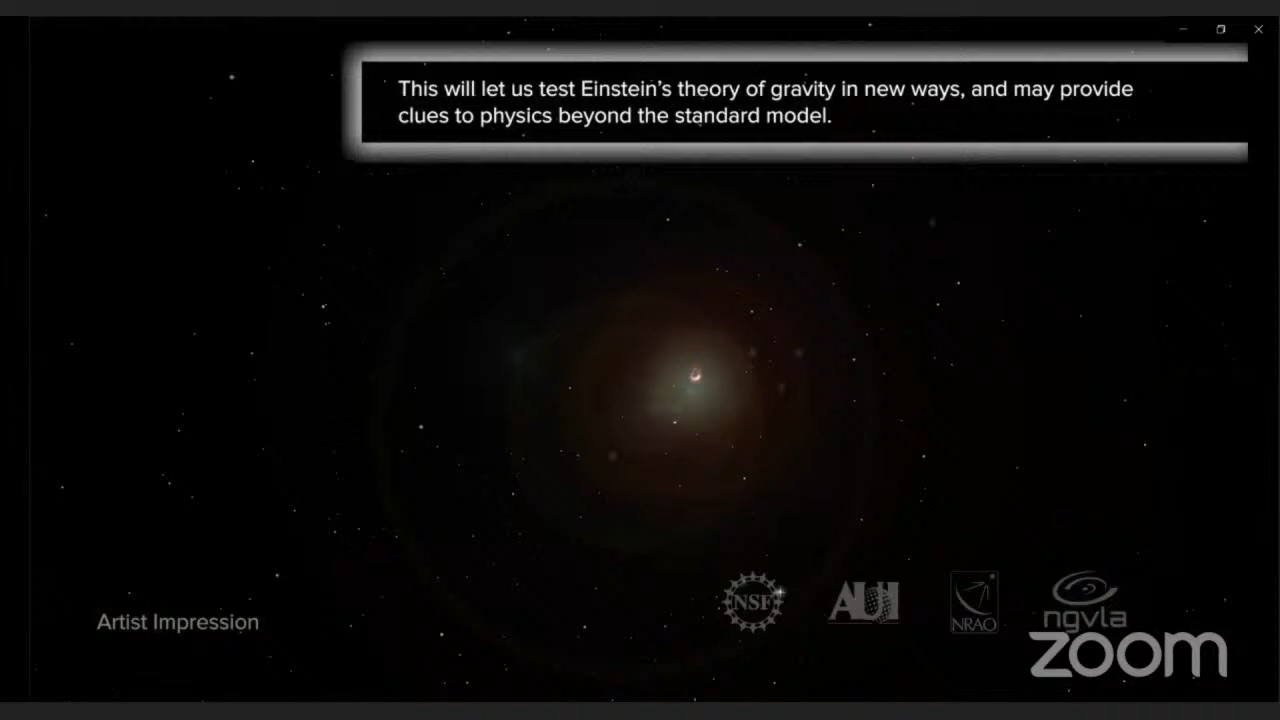 This will let us test Einstein's theory of gravity in new ways, and may provide
clues to physics beyond the standard model.
Artist Impression
NSF
AUI
NRAO
ngvla
zoom